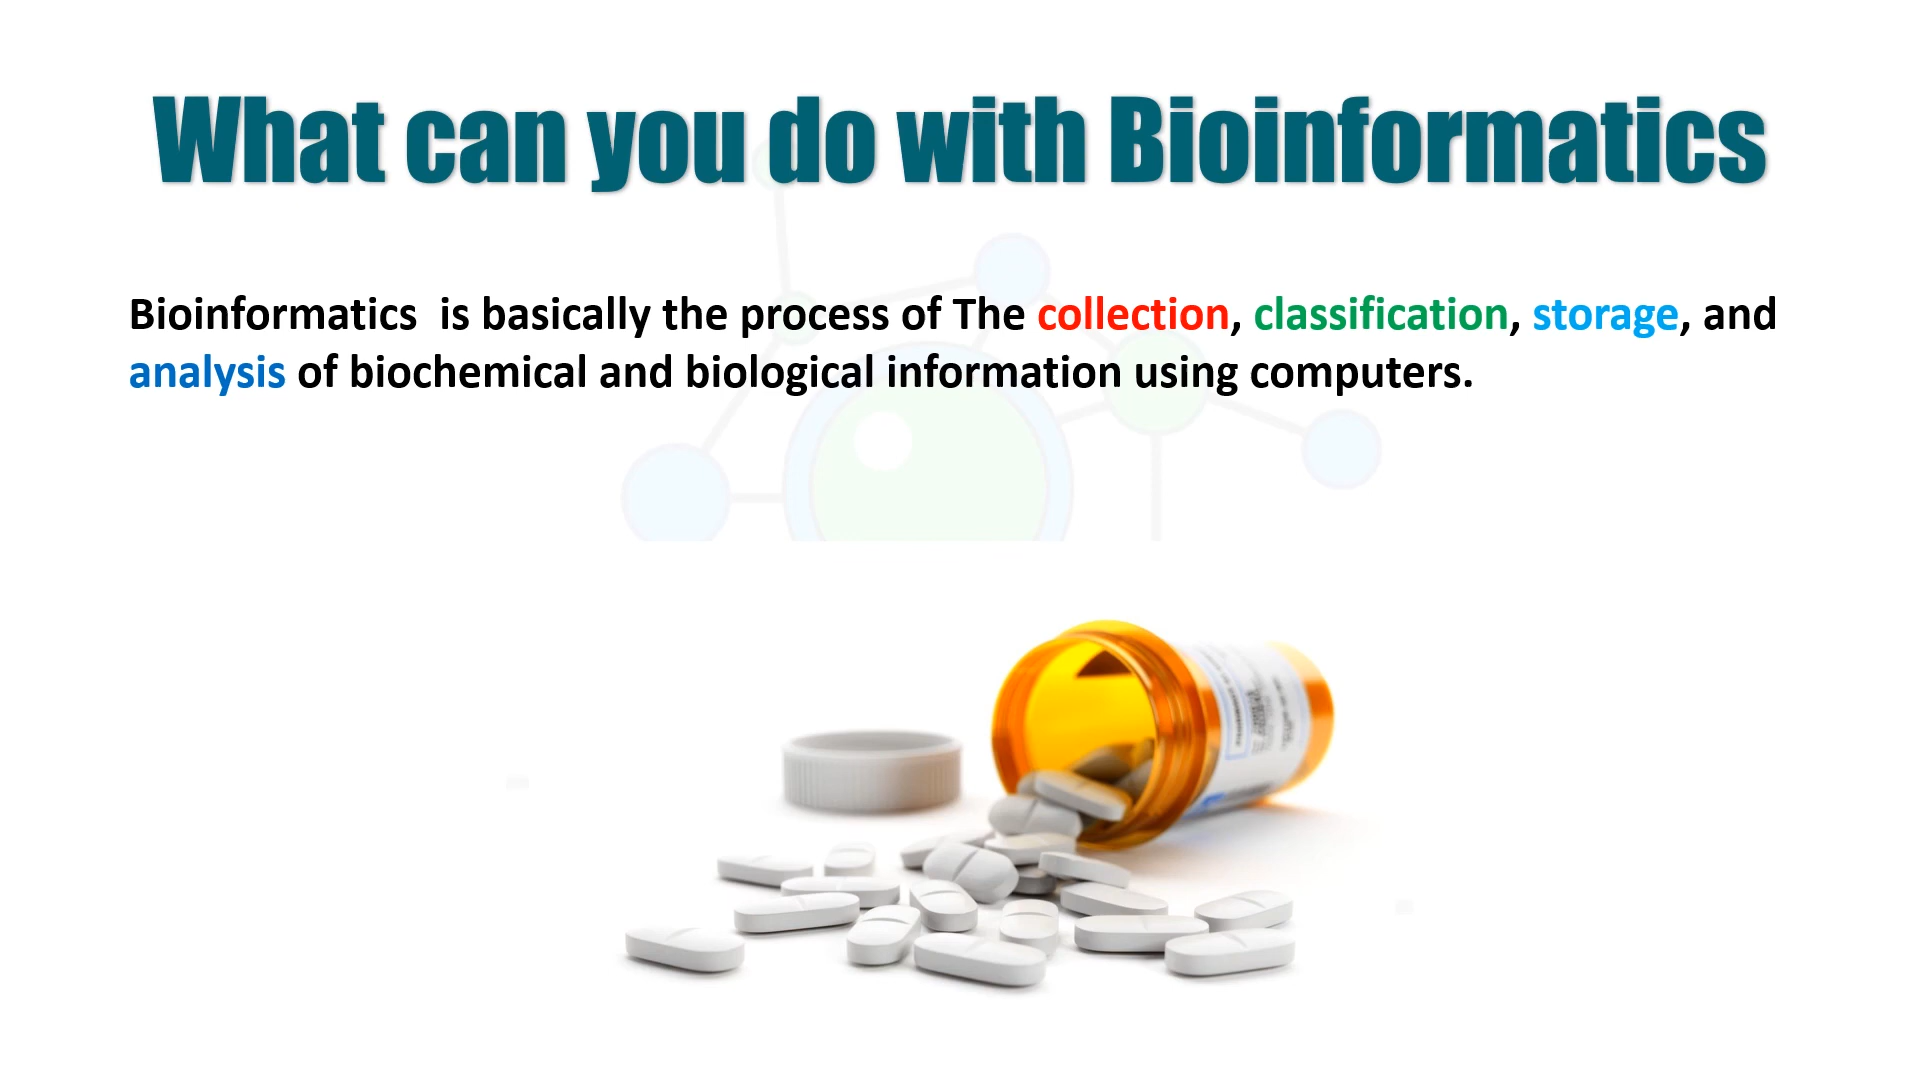 What can you do with Bioinformatics
Bioinformatics  is basically the process of The collection, classification, storage, and
analysis of biochemical and biological information using computers.